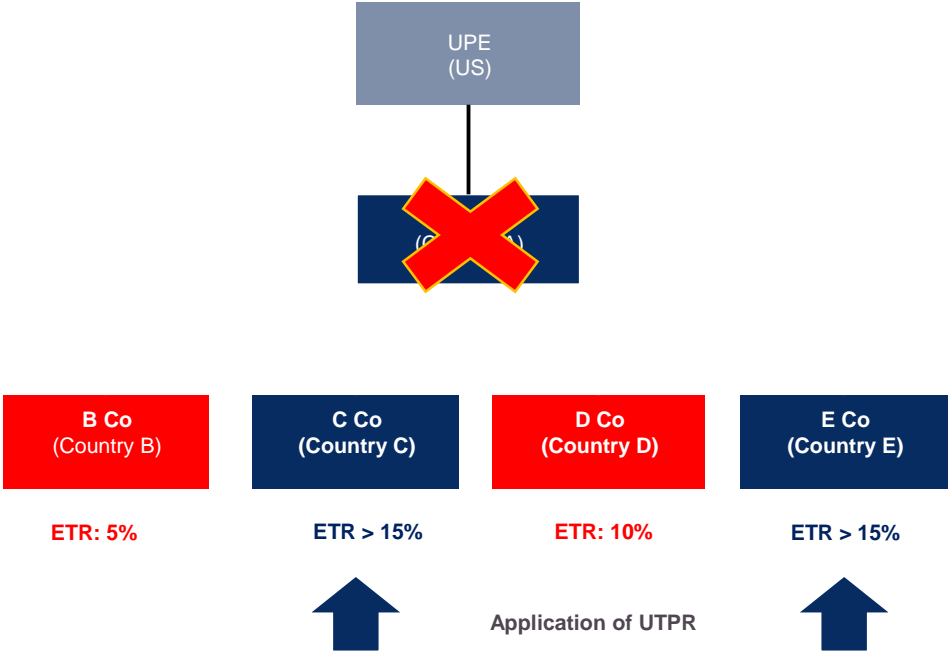 UPE
(US)
B Co
(Country B)
C Co
(Country C)
D Co
(Country D)
E Co
(Country E)
ETR: 5%
ETR > 15%
ETR: 10%
ETR > 15%
Application of UTPR